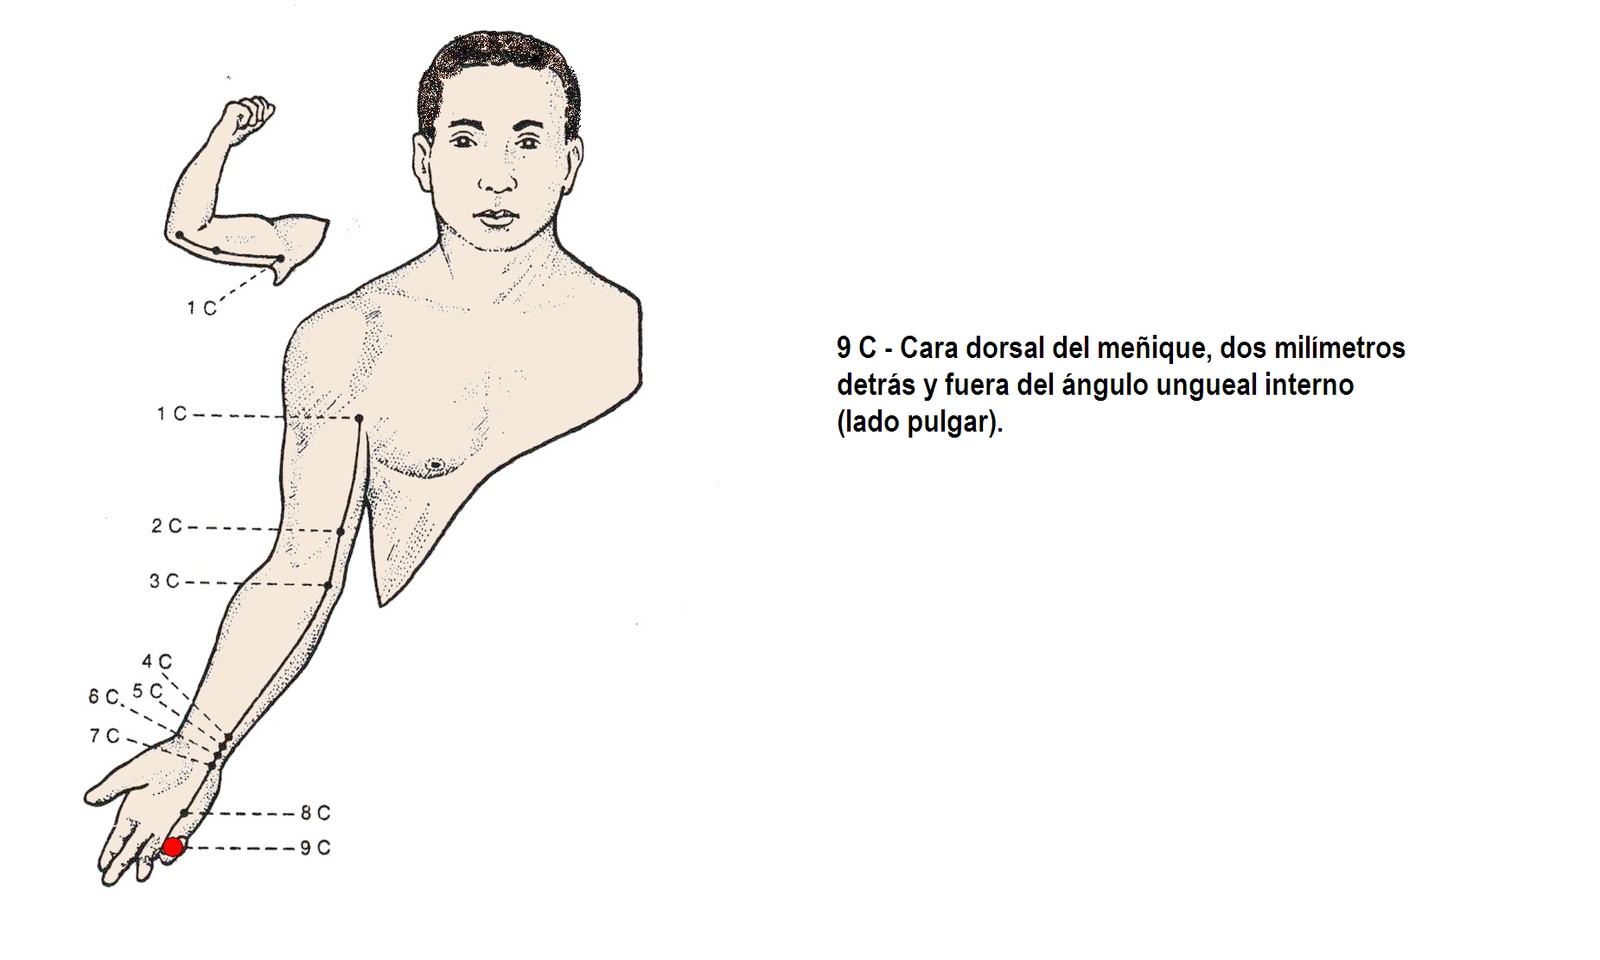 1 C
1 C
2 C
3 C
4 C
5 C
6 C
7 C
8 C
9 C
9 C - Cara dorsal del meñique, dos milímetros
detrás y fuera del ángulo ungueal interno
(lado pulgar).